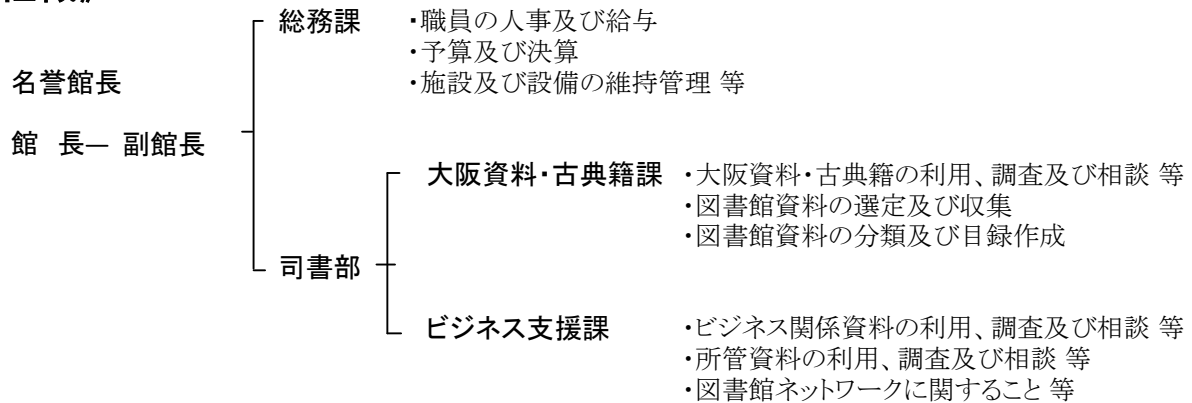 総務課 ・職員の人事及び給与
・予算及び決算
名誉館長 ・施設及び設備の維持管理 等
館 長― 副館長
大阪資料・古典籍課 ・大阪資料・古典籍の利用、調査及び相談 等
・図書館資料の選定及び収集
・図書館資料の分類及び目録作成
司書部
ビジネス支援課 ・ビジネス関係資料の利用、調査及び相談 等
・所管資料の利用、調査及び相談 等
・図書館ネットワークに関すること 等